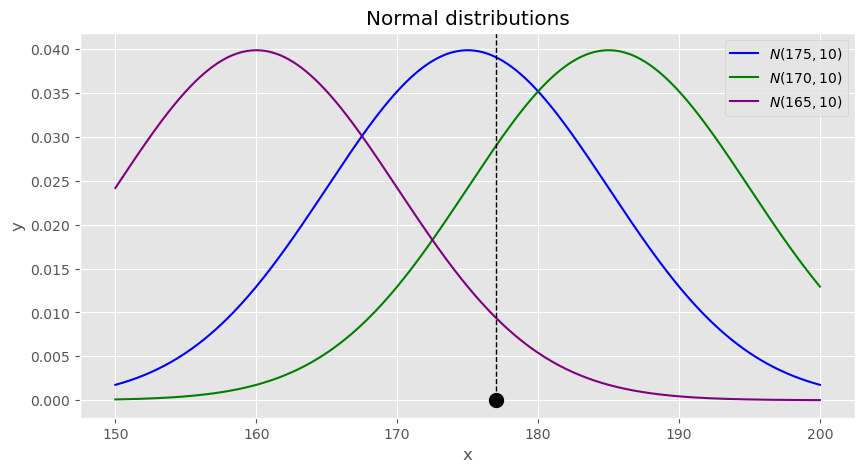 Normal distributions
N(175, 10)
N(170, 10)
N(165, 10)
y
0.040
0.035
0.030
0.025
0.020
0.015
0.010
0.005
0.000
150 160 170 180 190 200
x